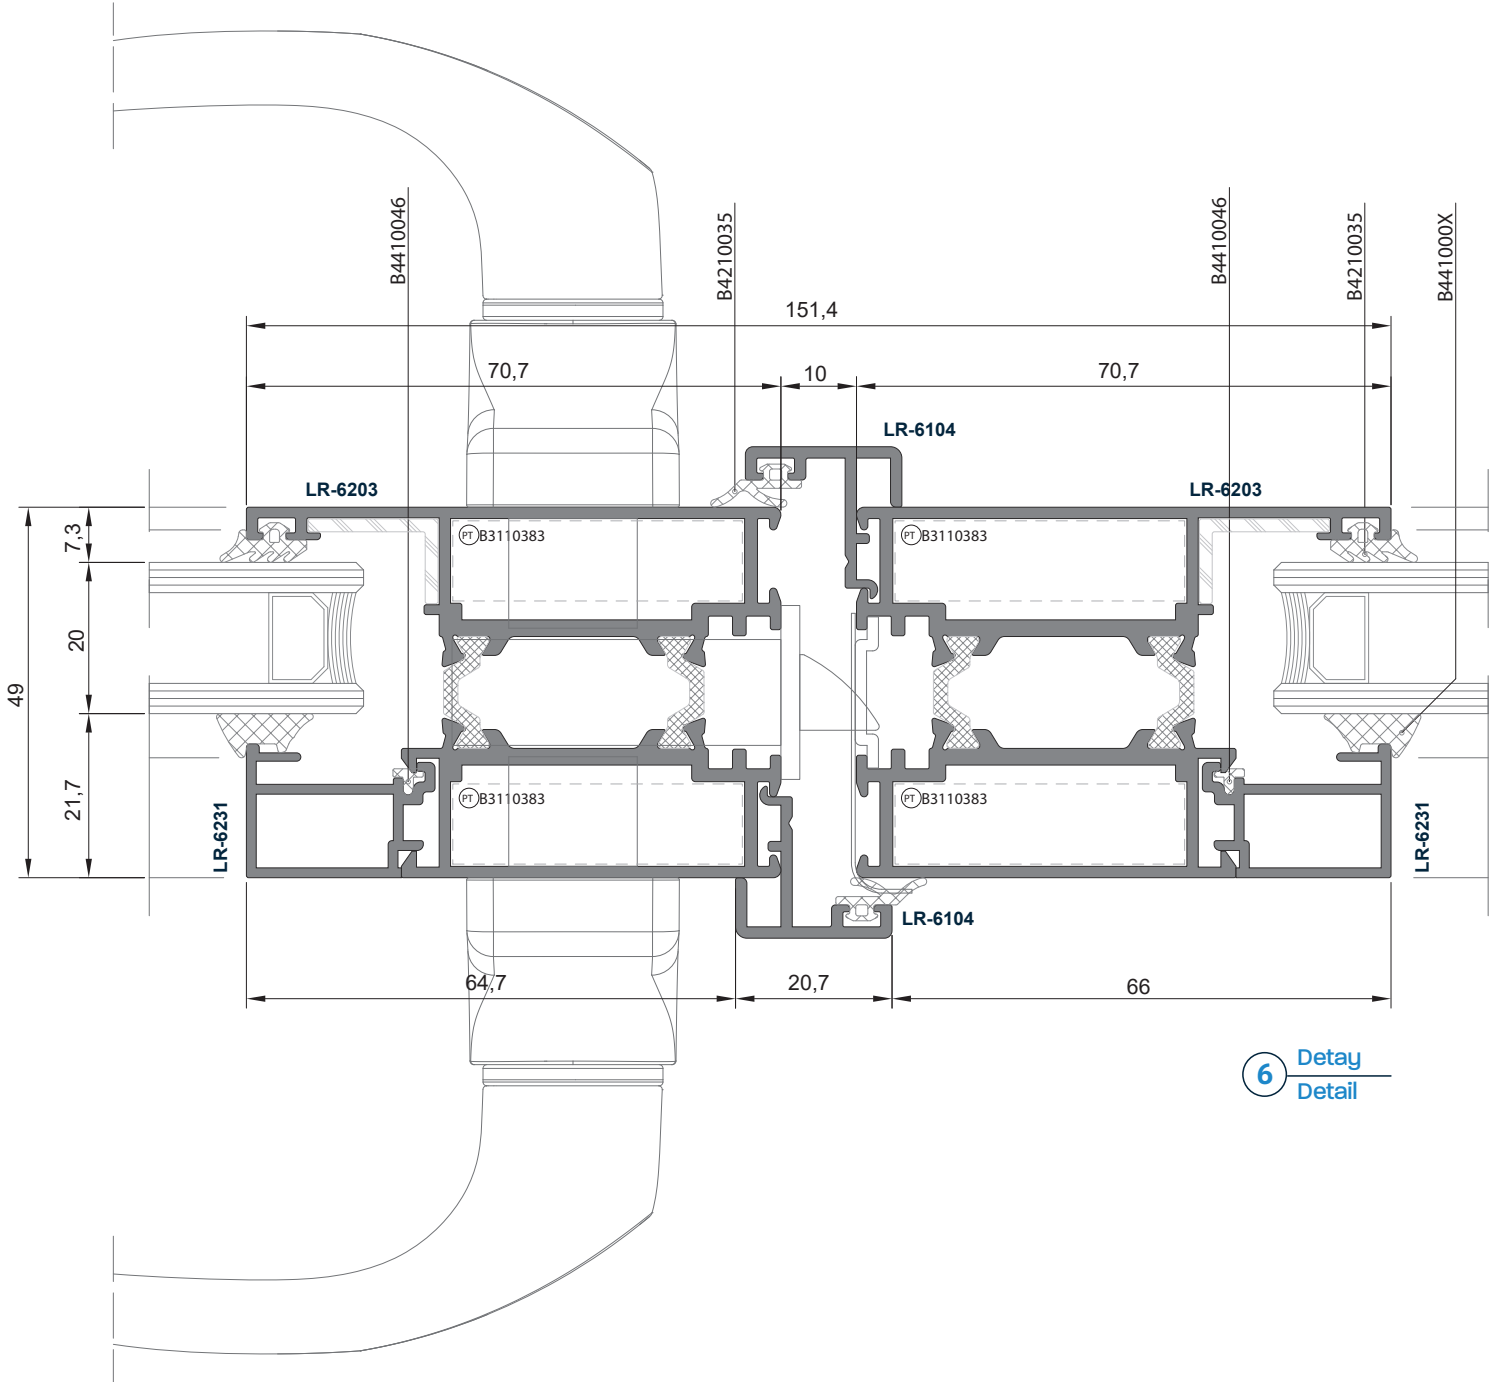 B4410046
B4210035
B4410046
B4210035
B441000X
151,4
70,7
10
70,7
LR-6104
LR-6203
LR-6203
7,3
PT B3110383
PT B3110383
20
49
21,7
PT B3110383
PT B3110383
LR-6231
LR-6231
LR-6104
64,7
20,7
66
6
Detay
Detail